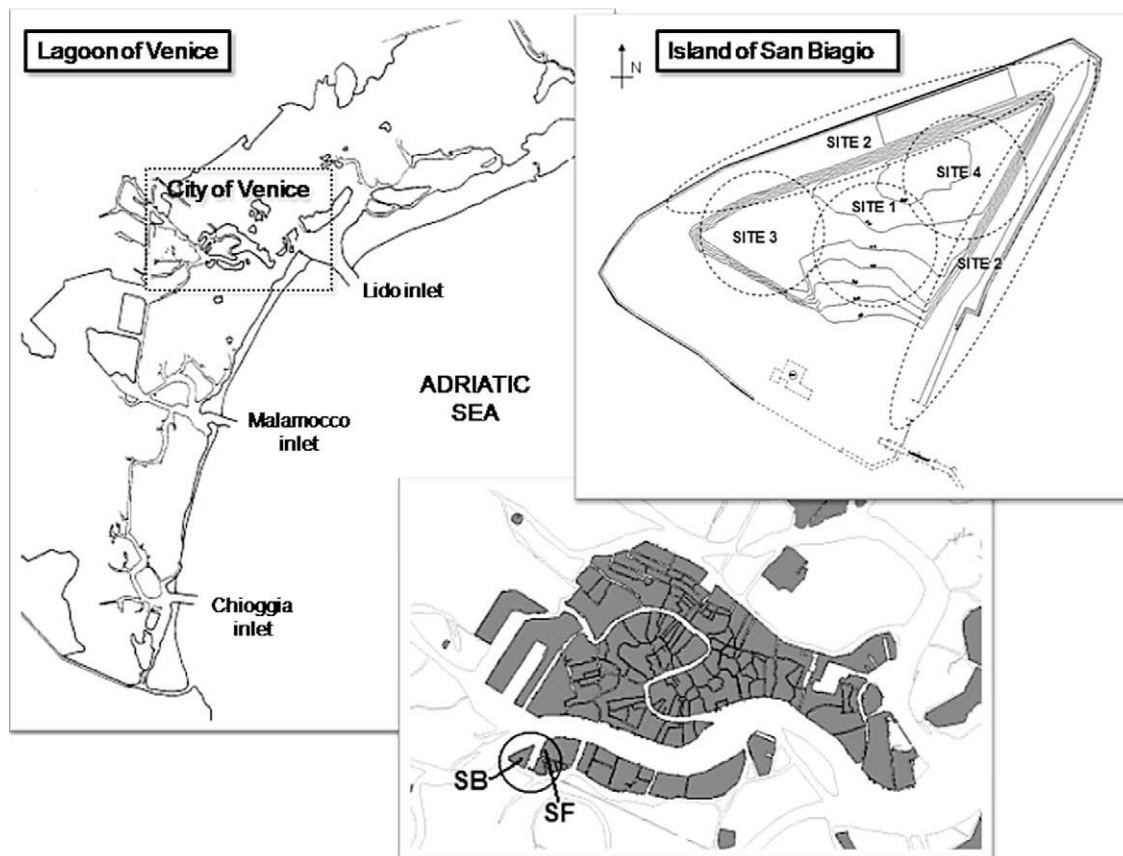 Lagoon of Venice
City of Venice
Lido inlet
ADRIATIC
SEA
Malamocco
inlet
Chioggia
inlet
Island of San Biagio
N
SITE 2
SITE 4
SITE 1
SITE 3
SITE 2
SB
SF